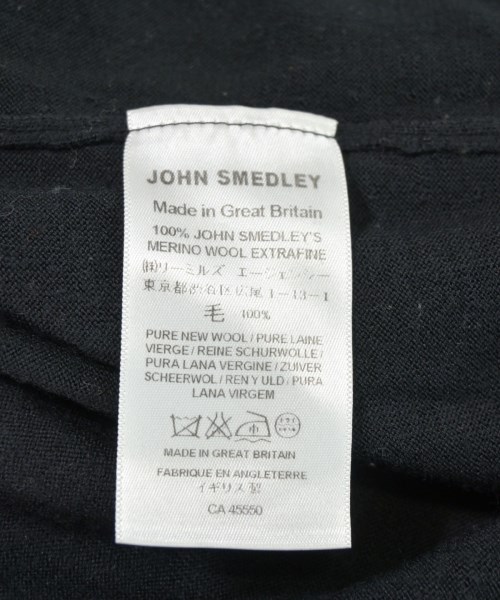 JOHN SMEDLEY
Made in Great Britain
100% JOHN SMEDLEY'S
MERINO WOOL EXTRAFINE
㈱リーミルズ エージェンシー
東京都渋谷区広尾1-13-1
毛 100%
PURE NEW WOOL / PURE LAINE
VIERGE / REINE SCHURWOLLE /
PURA LANA VERGINE / ZUIVER
SCHEERWOL / REN Y ULD / PURA
LANA VIRGEM
MADE IN GREAT BRITAIN
FABRIQUE EN ANGLETERRE
イギリス製
CA 45550